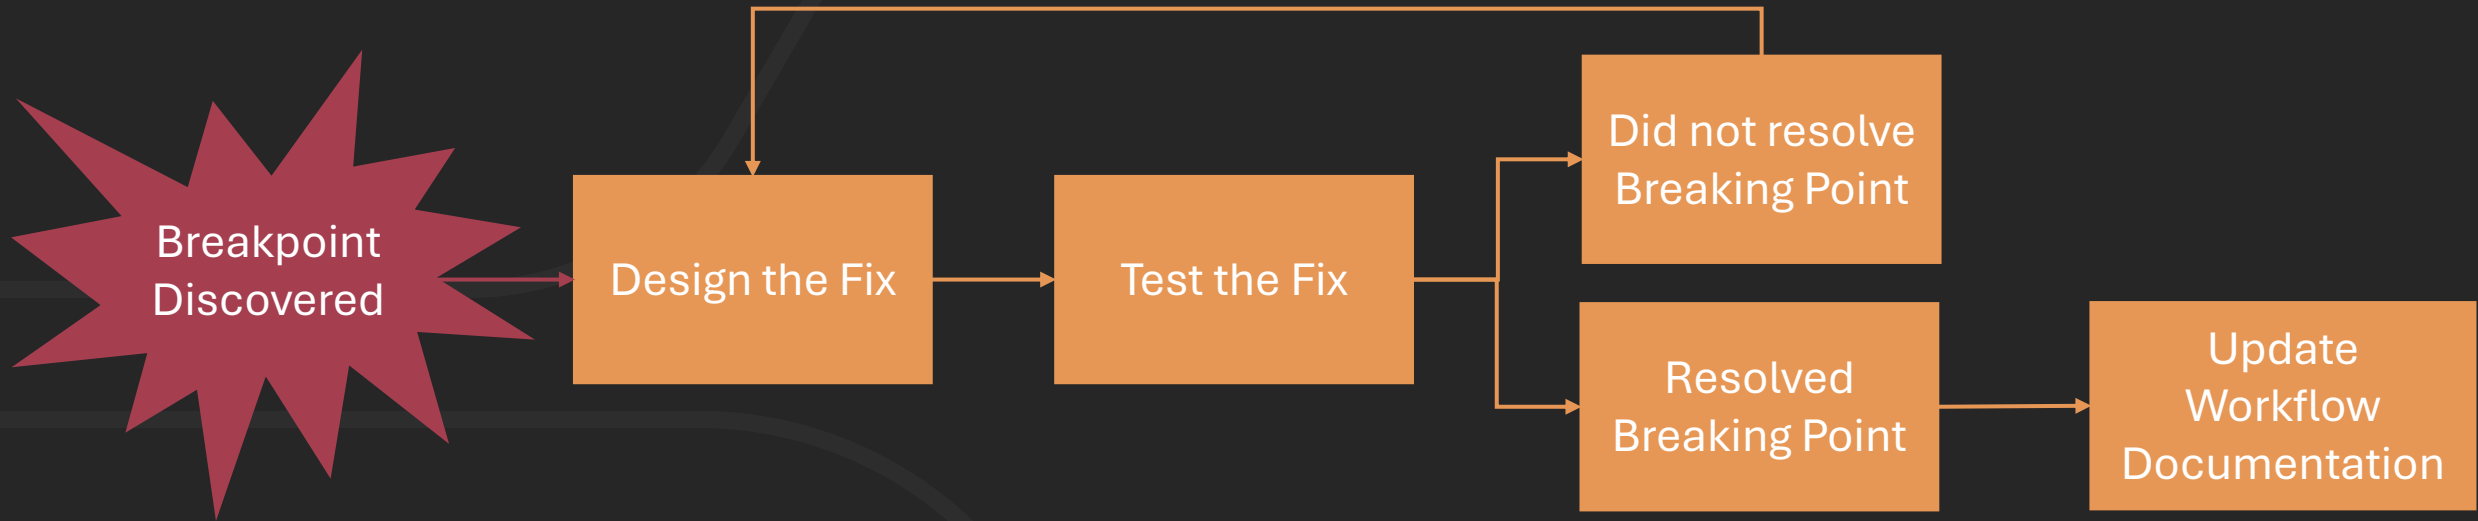 Breakpoint
Discovered
Design the Fix
Test the Fix
Did not resolve
Breaking Point
Resolved
Breaking Point
Update
Workflow
Documentation